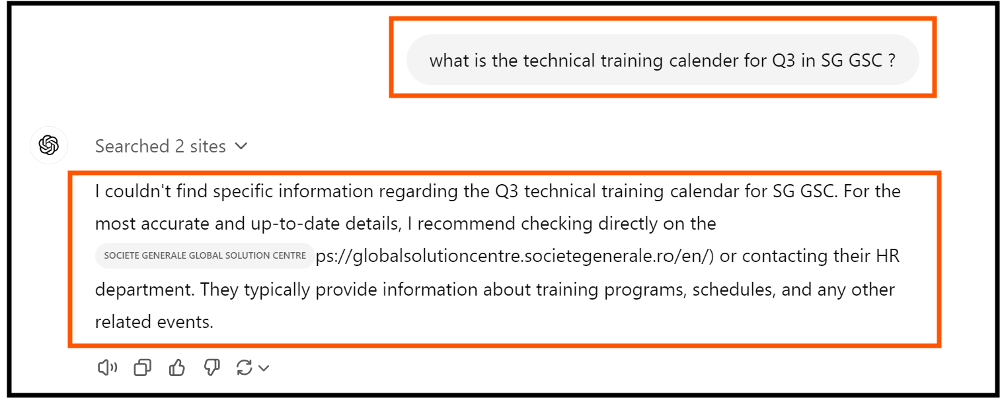 what is the technical training calender for Q3 in SG GSC ?
Searched 2 sites
I couldn't find specific information regarding the Q3 technical training calendar for SG GSC. For the
most accurate and up-to-date details, I recommend checking directly on the
SOCIETE GENERALE GLOBAL SOLUTION CENTRE ps://globalsolutioncentre.societegenerale.ro/en/) or contacting their HR
department. They typically provide information about training programs, schedules, and any other
related events.